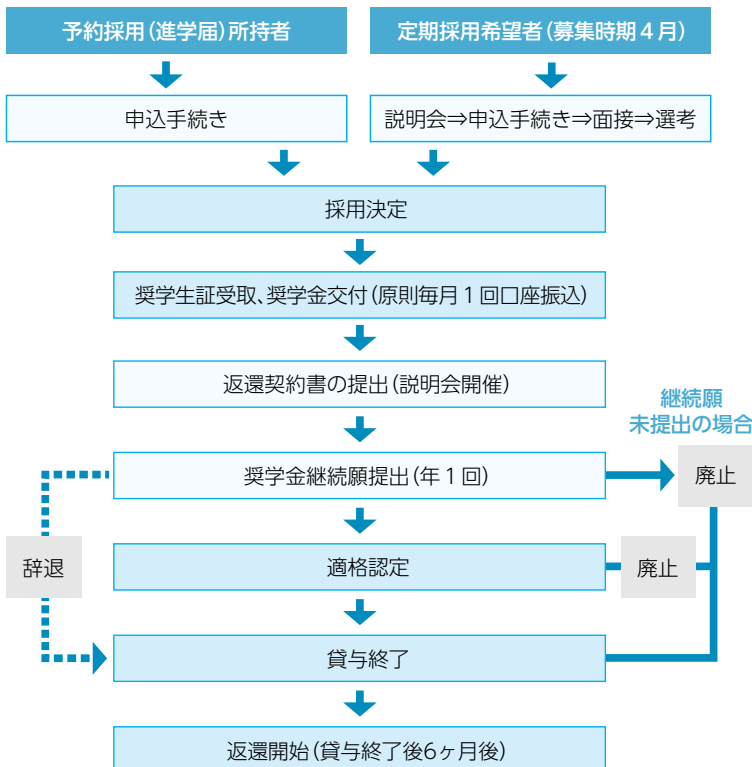 予約採用(進学届)所持者
定期採用希望者(募集時期4月)
申込手続き
説明会⇒申込手続き⇒面接⇒選考
採用決定
奨学生証受取、奨学金交付(原則毎月1回口座振込)
返還契約書の提出(説明会開催)
継続願
未提出の場合
奨学金継続願提出(年1回)
廃止
辞退
適格認定
廃止
貸与終了
返還開始(貸与終了後6ヶ月後)